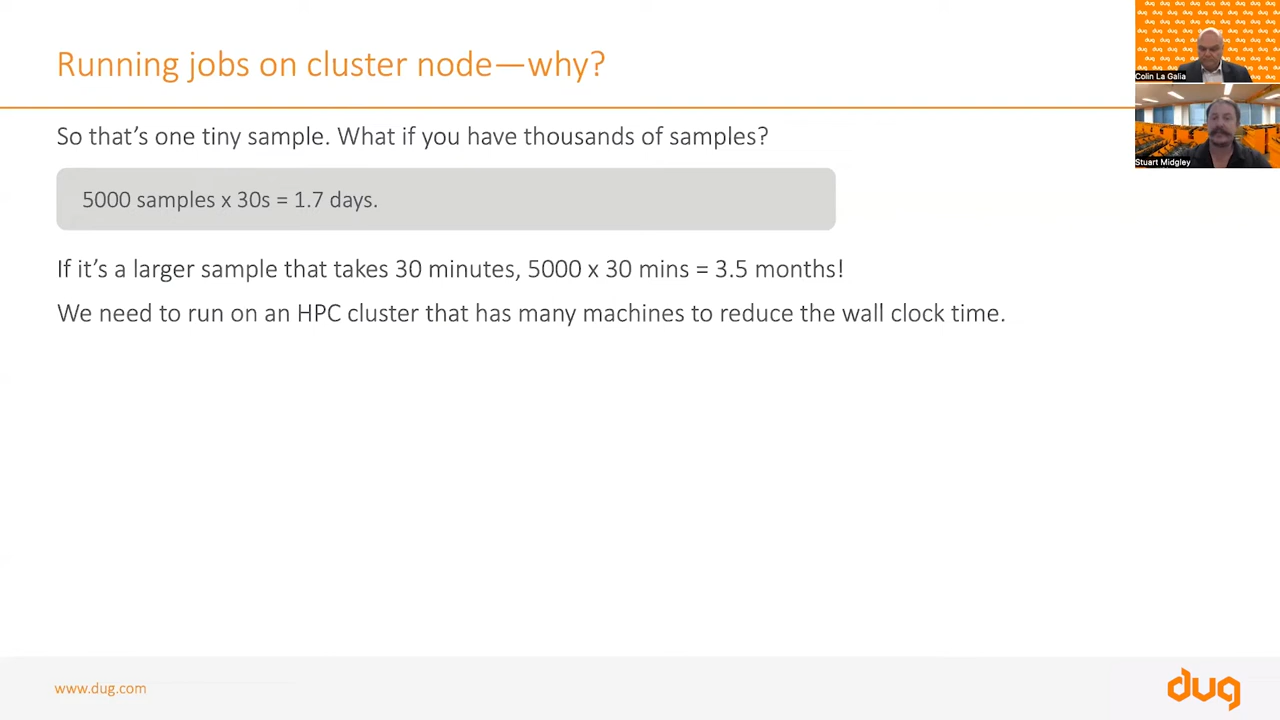 Running jobs on cluster node—why?
So that's one tiny sample. What if you have thousands of samples?
5000 samples x 30s = 1.7 days.
If it's a larger sample that takes 30 minutes, 5000 x 30 mins = 3.5 months!
We need to run on an HPC cluster that has many machines to reduce the wall clock time.
Colin La Galia
Stuart Midgley
www.dug.com
dug